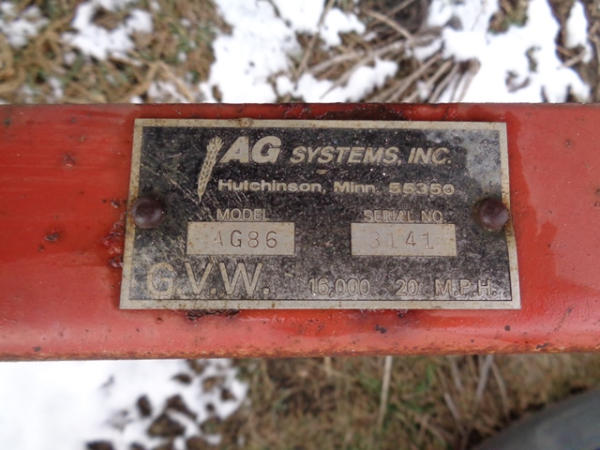 AG SYSTEMS, INC.
Hutchinson, Minn. 55350
MODEL SERIAL NO.
AG86 3141
G.V.W. 16,000 20 M.P.H.